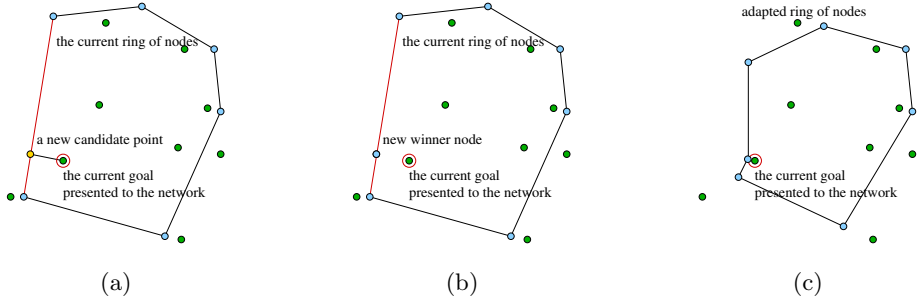 the current ring of nodes
a new candidate point
the current goal
presented to the network
(a)
the current ring of nodes
new winner node
the current goal
presented to the network
(b)
adapted ring of nodes
the current goal
presented to the network
(c)